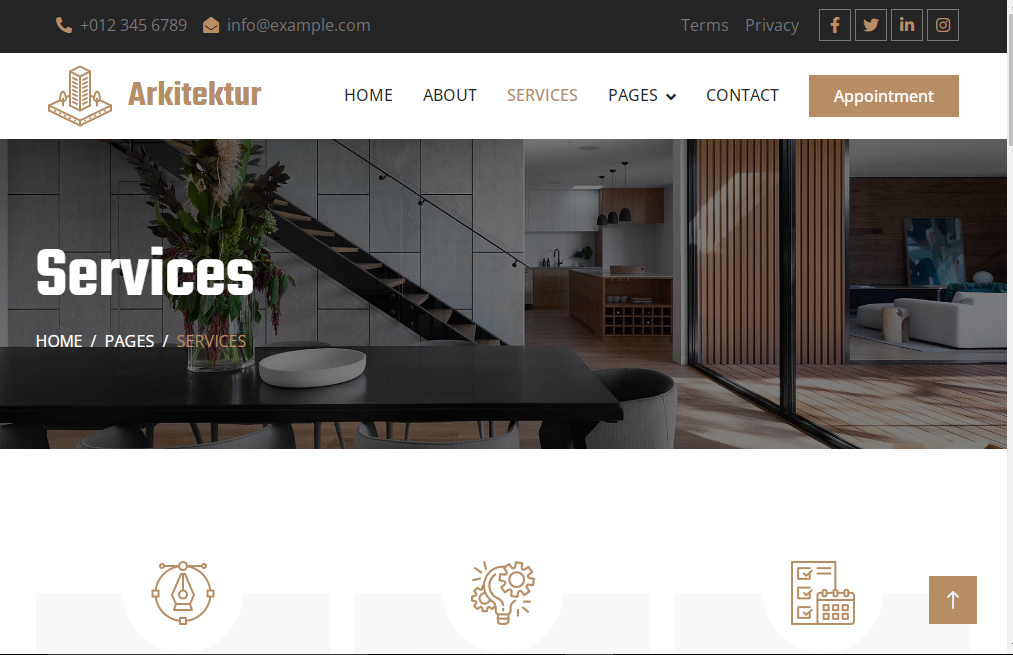 +012 345 6789 info@example.com Terms Privacy
Arkitektur HOME ABOUT SERVICES PAGES CONTACT Appointment
Services
HOME / PAGES / SERVICES